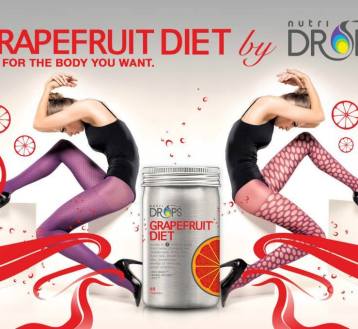 GRAPEFRUIT DIET by nutri DROPS
FOR THE BODY YOU WANT.
nutri
DROPS
GRAPEFRUIT
DIET